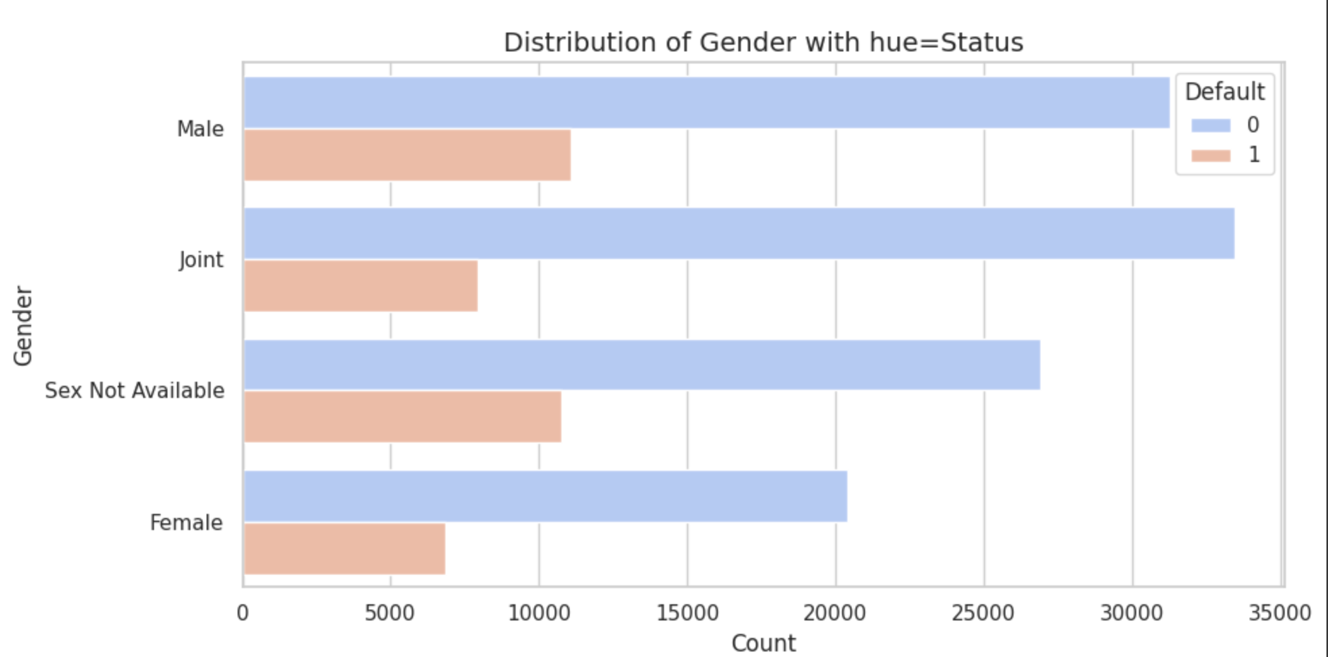 Distribution of Gender with hue=Status
Default
0
1
Male
Joint
Sex Not Available
Female
Gender
0 5000 10000 15000 20000 25000 30000 35000
Count